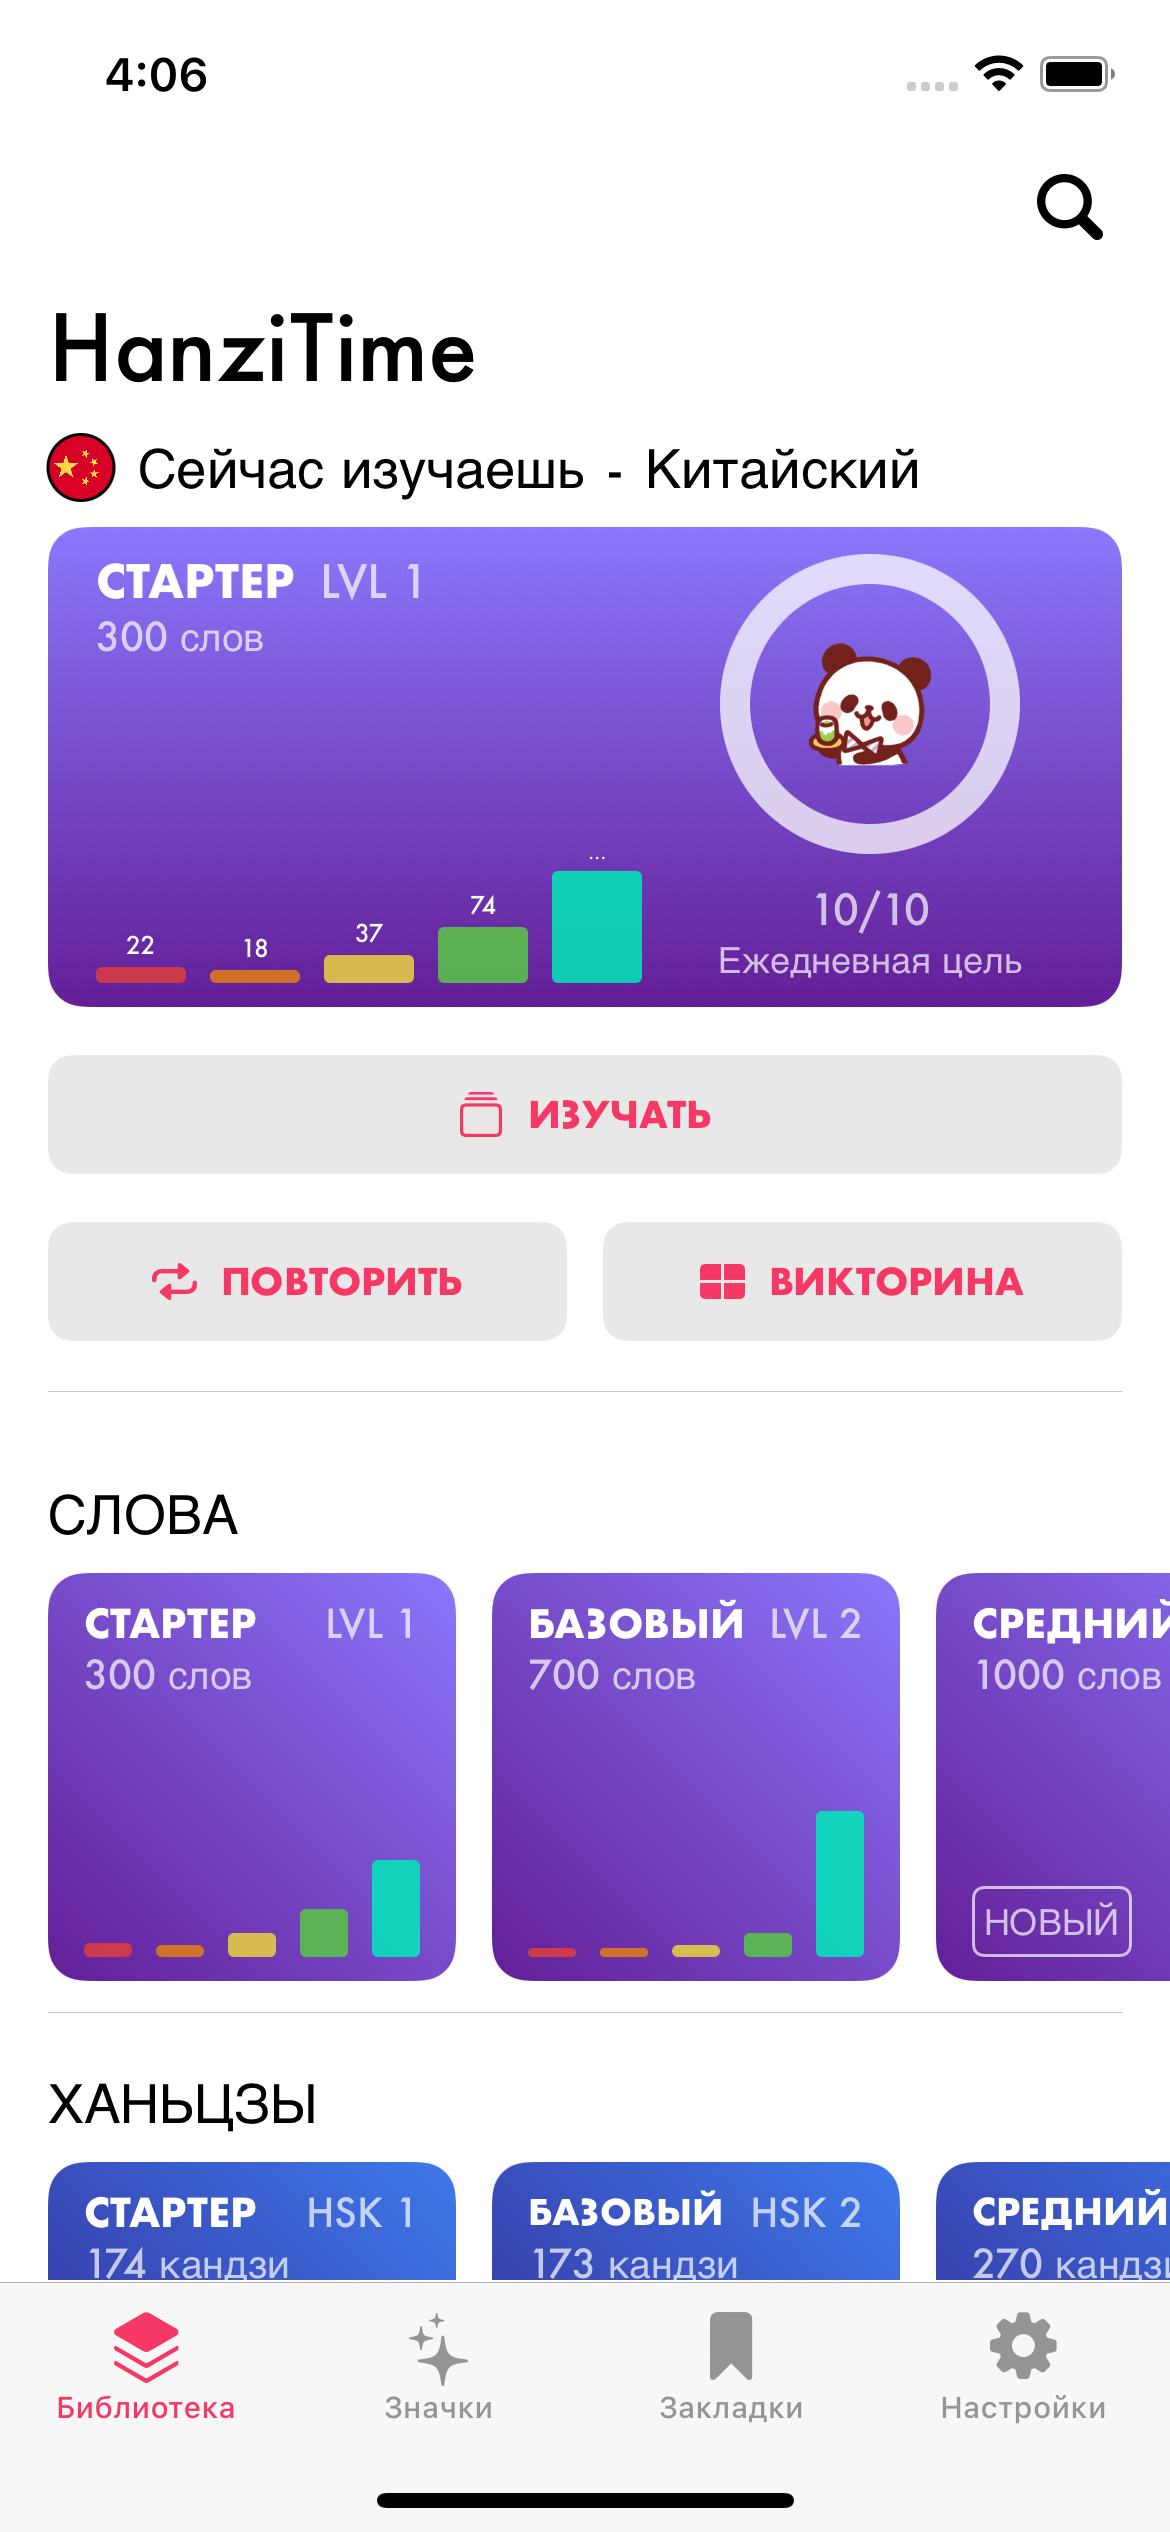 4:06
HanziTime
Сейчас изучаешь - Китайский
СТАРТЕР LVL 1
300 слов
22
18
37
74
...
10/10
Ежедневная цель
ИЗУЧАТЬ
ПОВТОРИТЬ
ВИКТОРИНА
СЛОВА
СТАРТЕР LVL 1
300 слов
БАЗОВЫЙ LVL 2
700 слов
СРЕДНИЙ
1000 слов
НОВЫЙ
ХАНЬЦЗЫ
СТАРТЕР HSK 1
174 кандзи
БАЗОВЫЙ HSK 2
173 кандзи
СРЕДНИЙ
270 кандзи
Библиотека
Значки
Закладки
Настройки